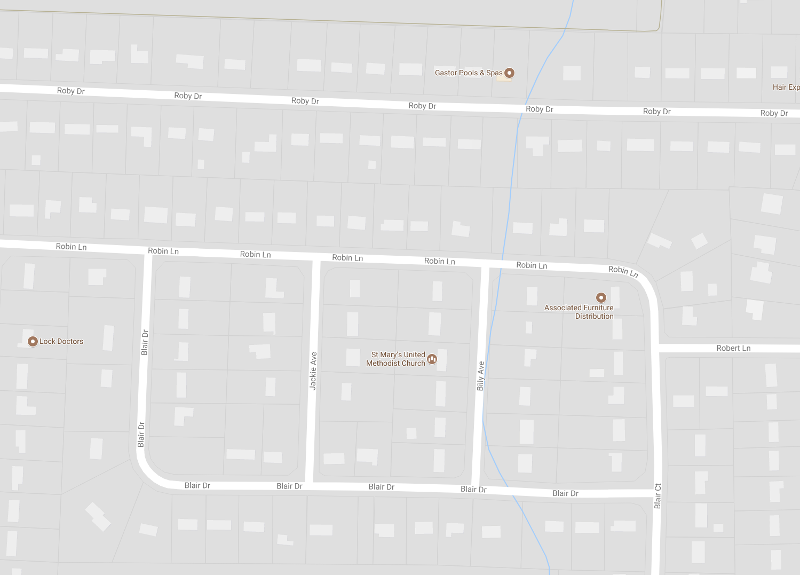 Gastor Pools & Spas
Hair Exp
Roby Dr
Roby Dr
Roby Dr
Roby Dr
Roby Dr
Roby Dr
Roby Dr
Robin Ln
Robin Ln
Robin Ln
Robin Ln
Robin Ln
Robin Ln
Robin Ln
Associated Furniture
Distribution
Lock Doctors
Blair Dr
Robert Ln
St Mary's United
Methodist Church
Jackie Ave
Billy Ave
Blair Dr
Blair Dr
Blair Dr
Blair Dr
Blair Dr
Blair Dr
Blair Ct